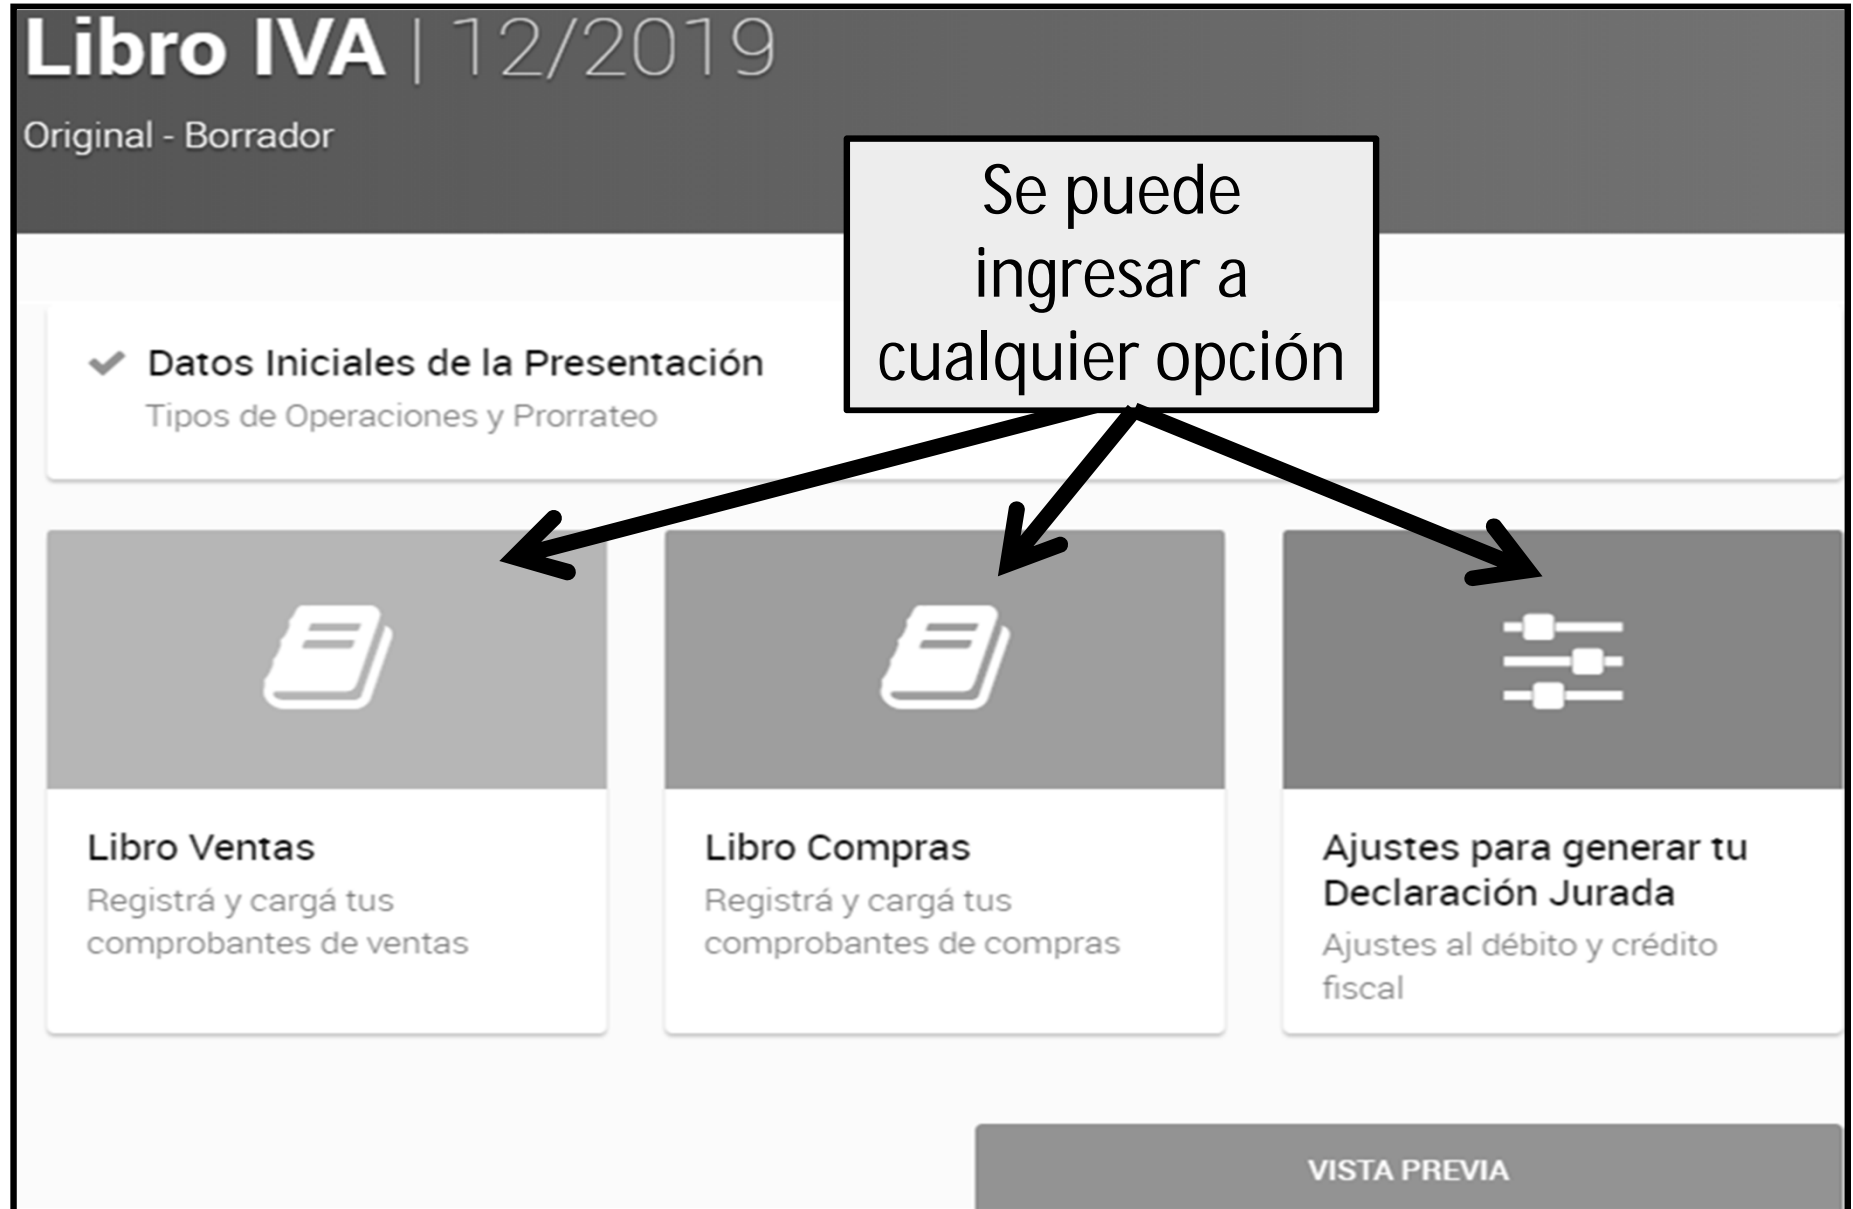 Libro IVA | 12/2019
Original - Borrador
Se puede
ingresar a
cualquier opción
Datos Iniciales de la Presentación
Tipos de Operaciones y Prorrateo
Libro Ventas
Registrá y cargá tus
comprobantes de ventas
Libro Compras
Registrá y cargá tus
comprobantes de compras
Ajustes para generar tu
Declaración Jurada
Ajustes al débito y crédito
fiscal
VISTA PREVIA